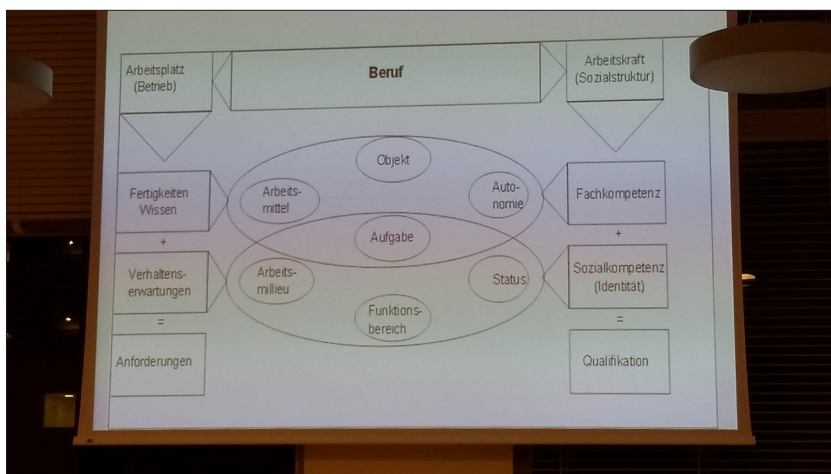 Arbeitsplatz
(Betrieb)
Beruf
Arbeitskraft
(Sozialstruktur)
Objekt
Fertigkeiten
Wissen
Arbeits-
mittel
Auto-
nomie
Fachkompetenz
+
Aufgabe
+
Verhaltens-
erwartungen
Arbeits-
millieu
Status
Sozialkompetenz
(Identität)
=
Funktions-
bereich
=
Anforderungen
Qualifikation